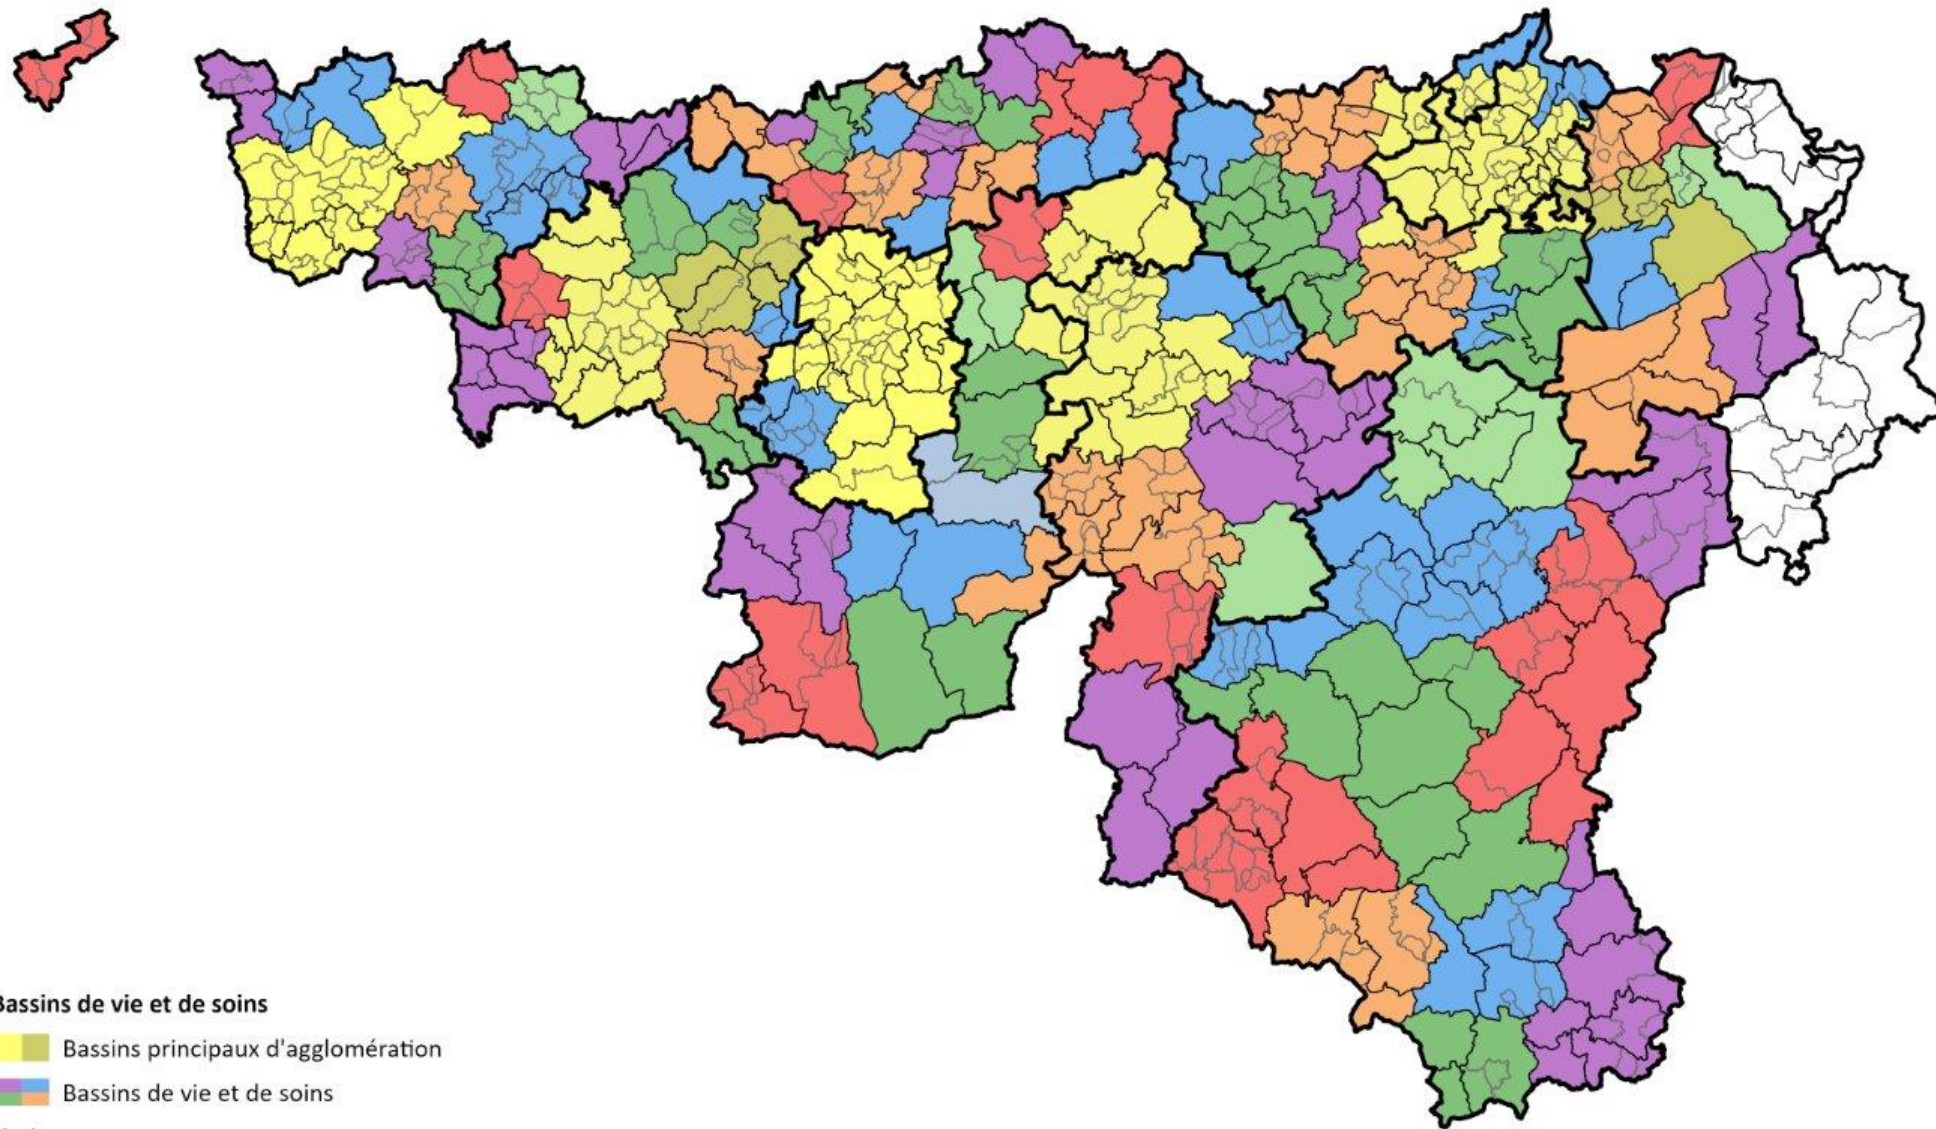 Bassins de vie et de soins
Bassins principaux d'agglomération
Bassins de vie et de soins